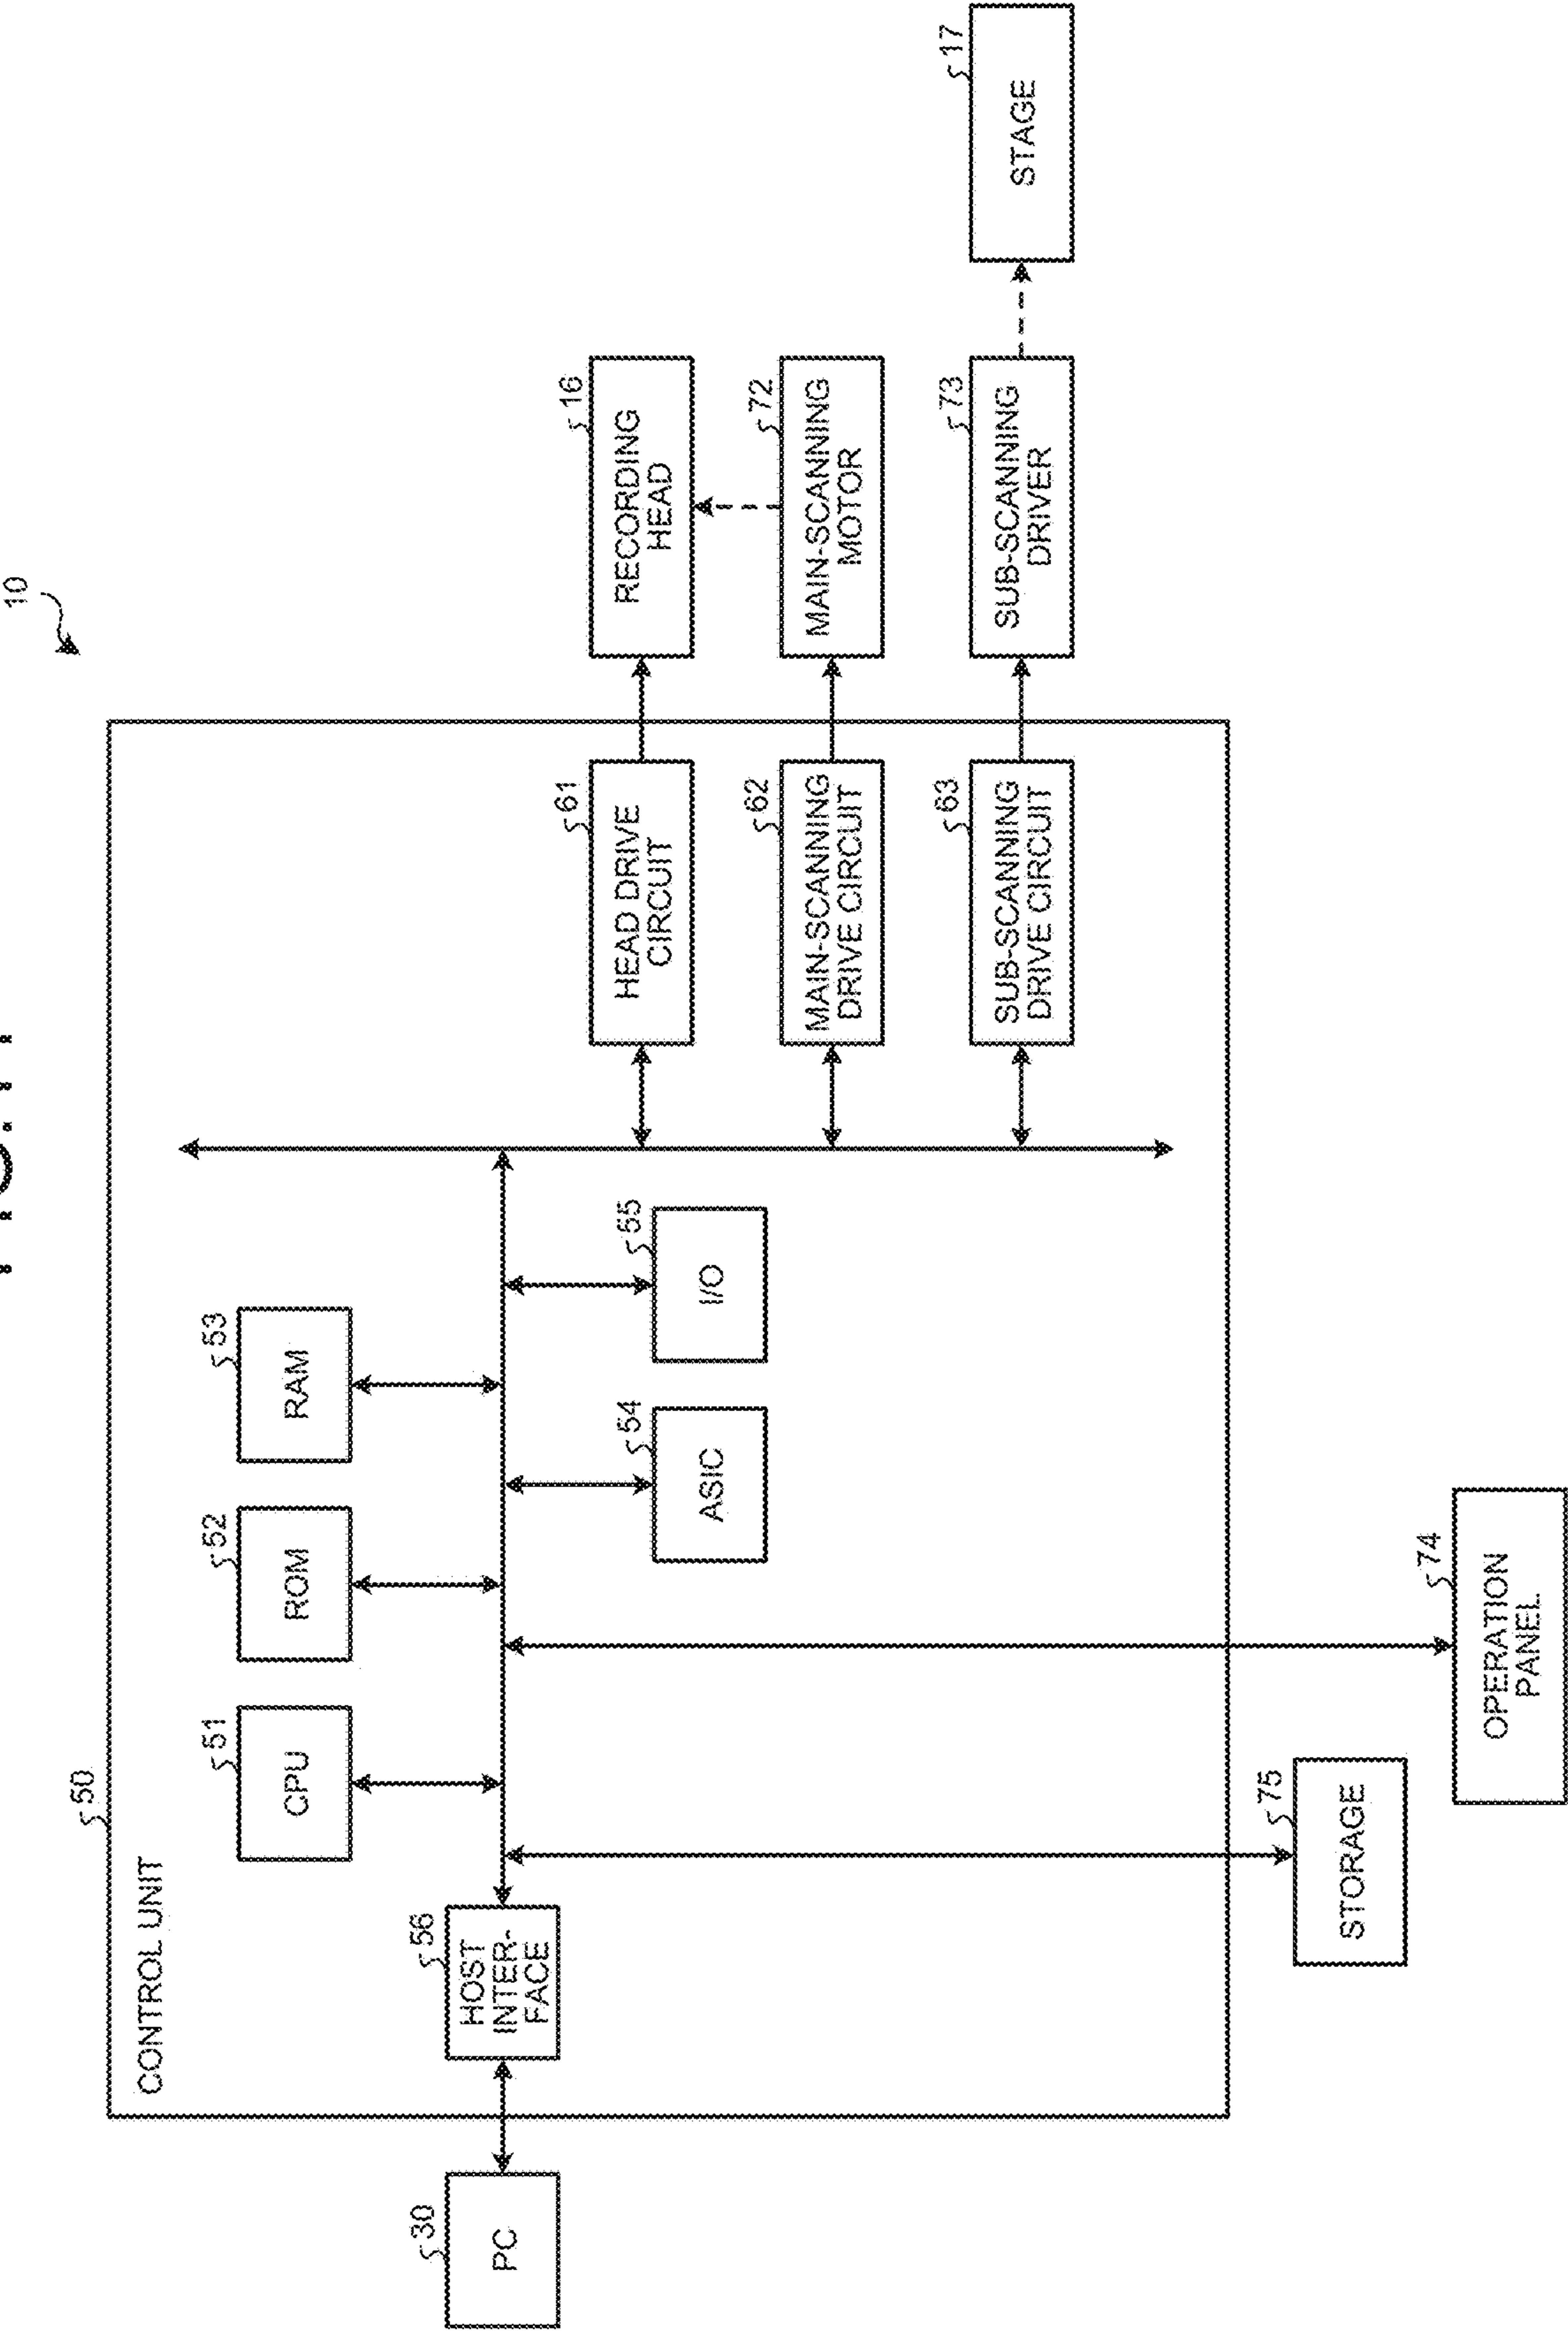 10
50
CONTROL UNIT
51
CPU
52
ROM
53
RAM
30
PC
56
HOST
INTER-
FACE
54
ASIC
55
I/O
61
HEAD DRIVE
CIRCUIT
16
RECORDING
HEAD
62
MAIN-SCANNING
DRIVE CIRCUIT
72
MAIN-SCANNING
MOTOR
63
SUB-SCANNING
DRIVE CIRCUIT
73
SUB-SCANNING
DRIVER
17
STAGE
75
STORAGE
74
OPERATION
PANEL